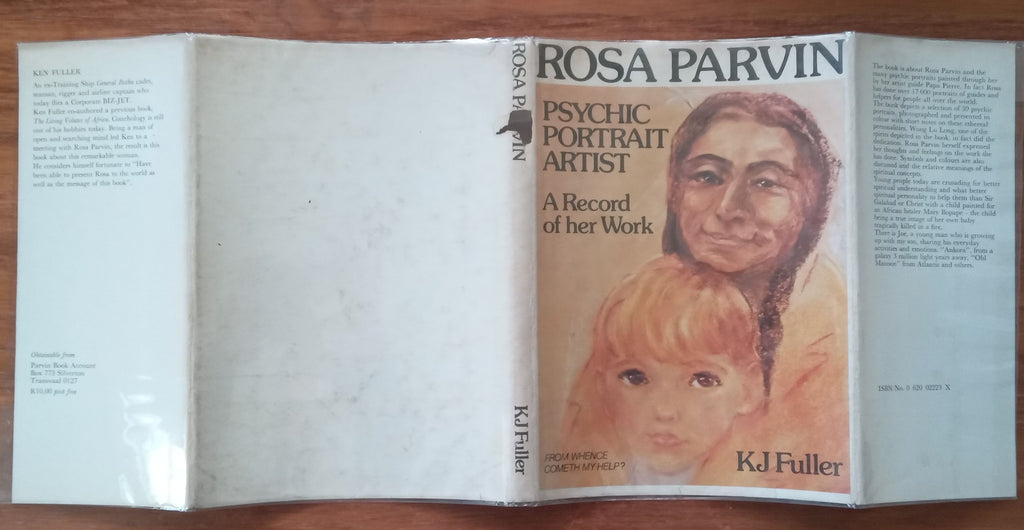 KEN FULLER
An ex-Training Ship General Botha cadet,
seaman, rigger and airline captain who
today flies a Corporate BIZ-JET.
Ken Fuller co-authored a previous book,
The Living Waters of Africa. Conchology is still
one of his hobbies today. Being a man of
open and searching mind led Ken to a
meeting with Rosa Parvin, the result is this
book about this remarkable woman.
He considers himself fortunate to "Have
been able to present Rosa to the world as
well as the message of this book".
Obtainable from
Parvin Book Account
Box 773 Silverton
Transvaal 0127
R10,00 post free
ROSA PARVIN
KJ Fuller
ROSA PARVIN
PSYCHIC
PORTRAIT
ARTIST
A Record
of her Work
FROM WHENCE
COMETH MY HELP?
KJ Fuller
The book is about Rosa Parvin and the
many psychic portraits painted through her
by her artist guide Papa Pierre. In fact Rosa
has done over 17 000 portraits of guides and
helpers for people all over the world.
The book depicts a selection of 59 psychic
portraits, photographed and presented in
colour with short notes on these ethereal
personalities. Wong Lu Long, one of the
spirits depicted in the book, in fact did the
dedication. Rosa Parvin herself expressed
her thoughts and feelings on the work she
has done. Symbols and colours are also
discussed and the relative meanings of the
spiritual concepts.
Young people today are crusading for better
spiritual understanding and what better
spiritual personality to help them than Sir
Galahad or Christ with a child painted for
an African healer Mary Bopape - the child
being a true image of her own baby
tragically killed in a fire.
There is Joe, a young man who is growing
up with my son, sharing his everyday
activities and emotions. "Ankora", from a
galaxy 3 million light years away, "Old
from Atlantis and others.
ISBN No. 0 620 02223 X